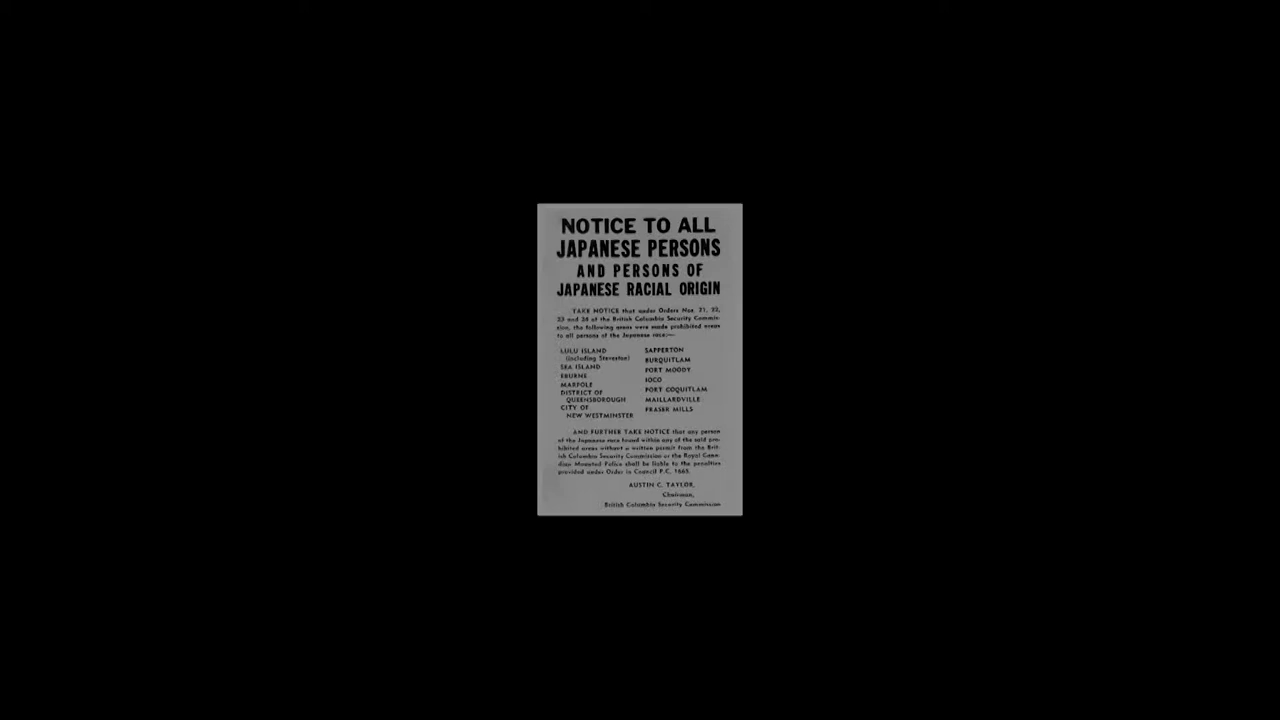 NOTICE TO ALL
JAPANESE PERSONS
AND PERSONS OF
JAPANESE RACIAL ORIGIN
TAKE NOTICE that under Orders Nos. 21, 22,
23 and 24 of the British Columbia Security Commis-
sion, the following areas were made prohibited areas
to all persons of the Japanese race:—
LULU ISLAND
(including Steveston)
SEA ISLAND
EBURNE
MARPOLE
DISTRICT OF
QUEENSBOROUGH
CITY OF
NEW WESTMINSTER
SAPPERTON
BURQUITLAM
PORT MOODY
IOCO
PORT COQUITLAM
MAILLARDVILLE
FRASER MILLS
AND FURTHER TAKE NOTICE that any person
of the Japanese race found within any of the said pro-
hibited areas without a written permit from the Brit-
ish Columbia Security Commission or the Royal Cana-
dian Mounted Police shall be liable to the penalties
provided under Order in Council P.C. 1665.
AUSTIN C. TAYLOR,
Chairman,
British Columbia Security Commission